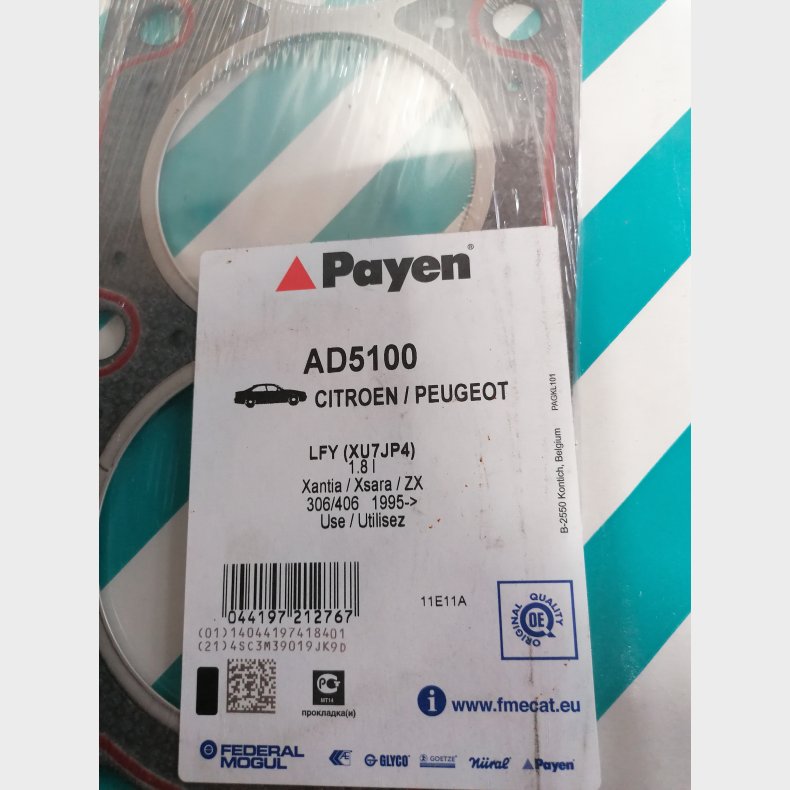 Payen®
AD5100
CITROEN / PEUGEOT
LFY (XU7JP4)
1.8 l
Xantia / Xsara / ZX
306/406 1995->
Use / Utilisez
B-2550 Kontich, Belgium
PAGKL101
044197 212767
11E11A
(01)14044197418401
(21)4SC3M39019JK9D
ORIGINAL QUALITY
OE
МТ14
прокладка(и)
i www.fmecat.eu
FEDERAL
MOGUL
AE
GLYCO®
GOETZE®
Nüral®
Payen®